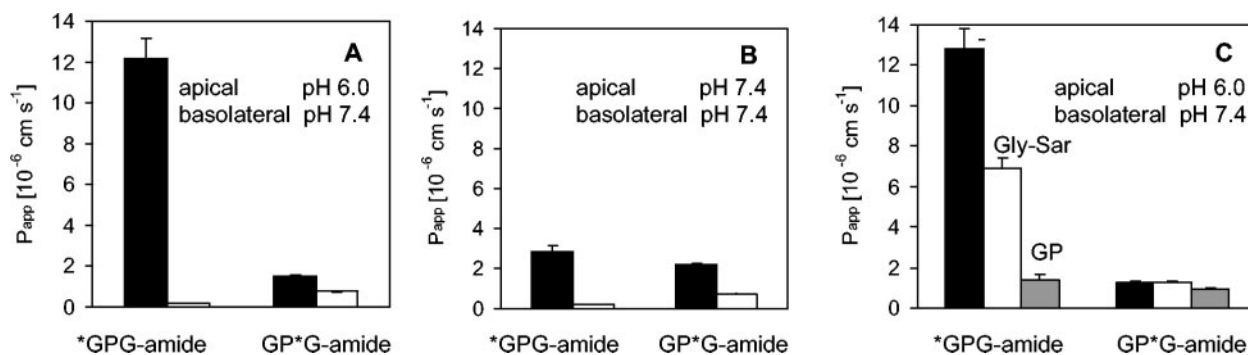 A
P_app [10⁻⁶ cm s⁻¹]
14
12
10
8
6
4
2
0
apical pH 6.0
basolateral pH 7.4
*GPG-amide GP*G-amide
B
P_app [10⁻⁶ cm s⁻¹]
14
12
10
8
6
4
2
0
apical pH 7.4
basolateral pH 7.4
*GPG-amide GP*G-amide
C
P_app [10⁻⁶ cm s⁻¹]
14
12
10
8
6
4
2
0
apical pH 6.0
basolateral pH 7.4
Gly-Sar
GP
*GPG-amide GP*G-amide